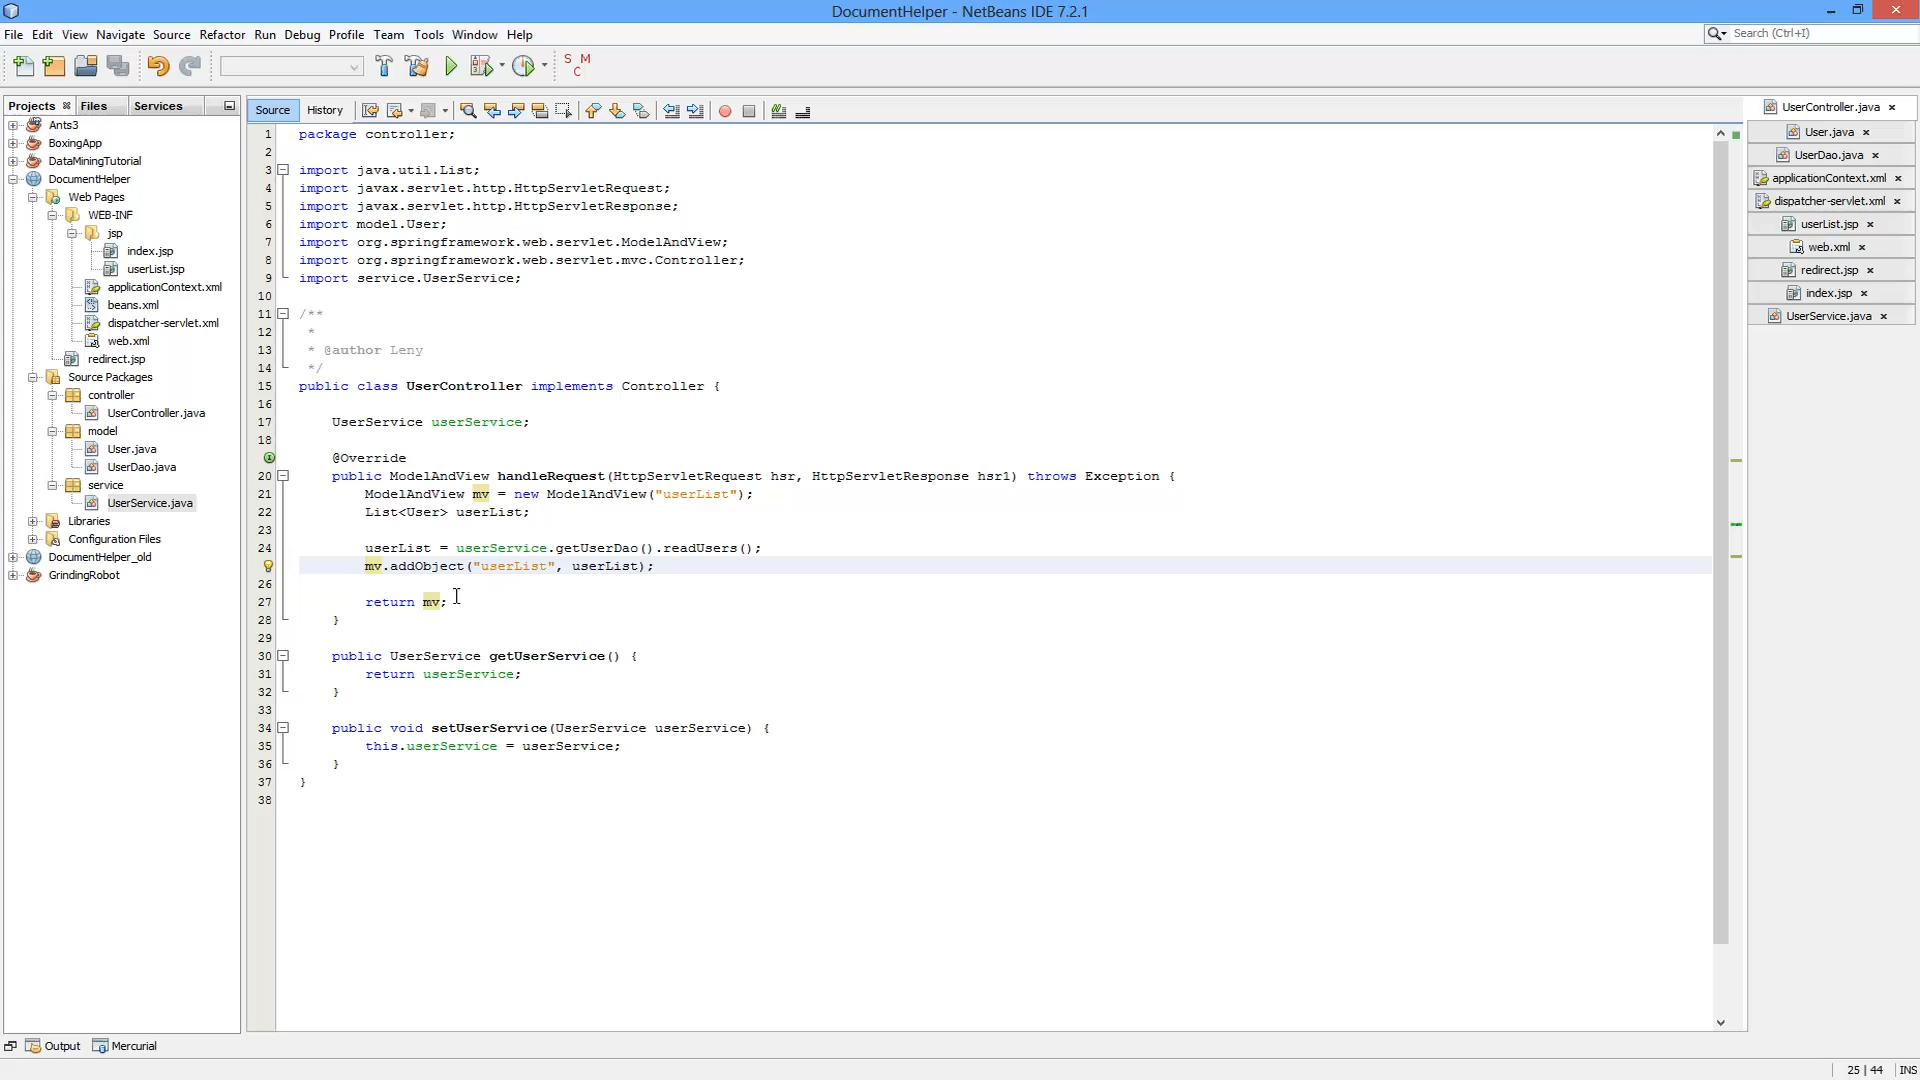 DocumentHelper - NetBeans IDE 7.2.1
File Edit View Navigate Source Refactor Run Debug Profile Team Tools Window Help
Search (Ctrl+I)
S M
C
Projects Files Services
Ants3
BoxingApp
DataMiningTutorial
DocumentHelper
Web Pages
WEB-INF
jsp
index.jsp
userList.jsp
applicationContext.xml
beans.xml
dispatcher-servlet.xml
web.xml
redirect.jsp
Source Packages
controller
UserController.java
model
User.java
UserDao.java
service
UserService.java
Libraries
Configuration Files
DocumentHelper_old
GrindingRobot
Source History
1 package controller;
2
3 import java.util.List;
4 import javax.servlet.http.HttpServletRequest;
5 import javax.servlet.http.HttpServletResponse;
6 import model.User;
7 import org.springframework.web.servlet.ModelAndView;
8 import org.springframework.web.servlet.mvc.Controller;
9 import service.UserService;
10
11 /**
12 *
13 * @author Leny
14 */
15 public class UserController implements Controller {
16
17 UserService userService;
18
@Override
20 public ModelAndView handleRequest(HttpServletRequest hsr, HttpServletResponse hsr1) throws Exception {
21 ModelAndView mv = new ModelAndView("userList");
22 List<User> userList;
23
24 userList = userService.getUserDao().readUsers();
mv.addObject("userList", userList);
26
27 return mv;
28 }
29
30 public UserService getUserService() {
31 return userService;
32 }
33
34 public void setUserService(UserService userService) {
35 this.userService = userService;
36 }
37 }
38
UserController.java
User.java
UserDao.java
applicationContext.xml
dispatcher-servlet.xml
userList.jsp
web.xml
redirect.jsp
index.jsp
UserService.java
Output Mercurial
25 | 44 INS